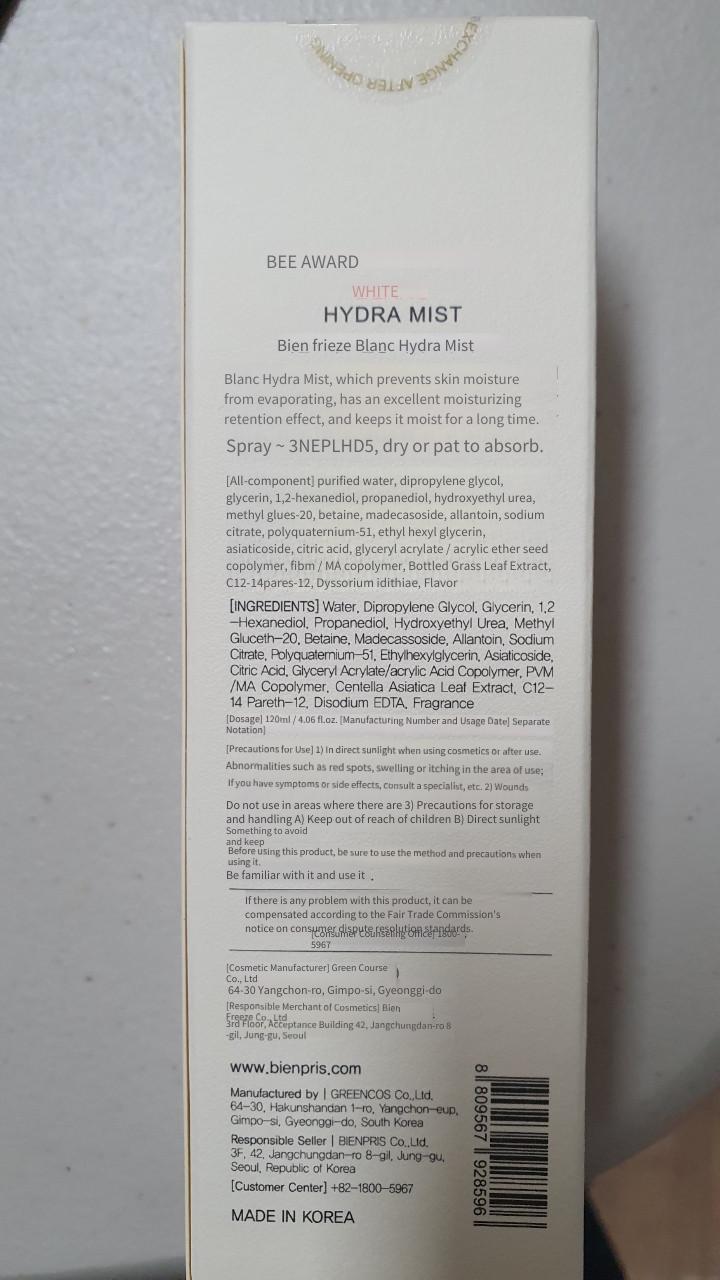 EXCHANGE AFTER OPENING
BEE AWARD
WHITE
HYDRA MIST
Bien frieze Blanc Hydra Mist
Blanc Hydra Mist, which prevents skin moisture
from evaporating, has an excellent moisturizing
retention effect, and keeps it moist for a long time.
Spray ~ 3NEPLHD5, dry or pat to absorb.
[All-component] purified water, dipropylene glycol,
glycerin, 1,2-hexanediol, propanediol, hydroxyethyl urea,
methyl glues-20, betaine, madecasoside, allantoin, sodium
citrate, polyquaternium-51, ethyl hexyl glycerin,
asiaticoside, citric acid, glyceryl acrylate / acrylic ether seed
copolymer, fibm / MA copolymer, Bottled Grass Leaf Extract,
C12-14pares-12, Dyssorium idithiae, Flavor
[INGREDIENTS] Water, Dipropylene Glycol, Glycerin, 1,2
-Hexanediol, Propanediol, Hydroxyethyl Urea, Methyl
Gluceth-20, Betaine, Madecassoside, Allantoin, Sodium
Citrate, Polyquaternium-51, Ethylhexylglycerin, Asiaticoside,
Citric Acid, Glyceryl Acrylate/acrylic Acid Copolymer, PVM
/MA Copolymer, Centella Asiatica Leaf Extract, C12-
14 Pareth-12, Disodium EDTA, Fragrance
[Dosage] 120ml / 4.06 fl.oz. [Manufacturing Number and Usage Date] Separate
Notation]
[Precautions for Use] 1) In direct sunlight when using cosmetics or after use.
Abnormalities such as red spots, swelling or itching in the area of use;
If you have symptoms or side effects, consult a specialist, etc. 2) Wounds
Do not use in areas where there are 3) Precautions for storage
and handling A) Keep out of reach of children B) Direct sunlight
Something to avoid
and keep
Before using this product, be sure to use the method and precautions when
using it.
Be familiar with it and use it .
If there is any problem with this product, it can be
compensated according to the Fair Trade Commission's
notice on consumer dispute resolution standards.
[Consumer Counseling Office] 1800-
5967
[Cosmetic Manufacturer] Green Course
Co., Ltd
64-30 Yangchon-ro, Gimpo-si, Gyeonggi-do
[Responsible Merchant of Cosmetics] Bien
Freeze Co., Ltd
3rd Floor, Acceptance Building 42, Jangchungdan-ro 8
-gil, Jung-gu, Seoul
www.bienpris.com
Manufactured by | GREENCOS Co.,Ltd.
64-30, Hakunshandan 1-ro, Yangchon-eup,
Gimpo-si, Gyeonggi-do, South Korea
Responsible Seller | BIENPRIS Co.,Ltd.
3F, 42, Jangchungdan-ro 8-gil, Jung-gu,
Seoul, Republic of Korea
[Customer Center] +82-1800-5967
MADE IN KOREA
8 809567 928596